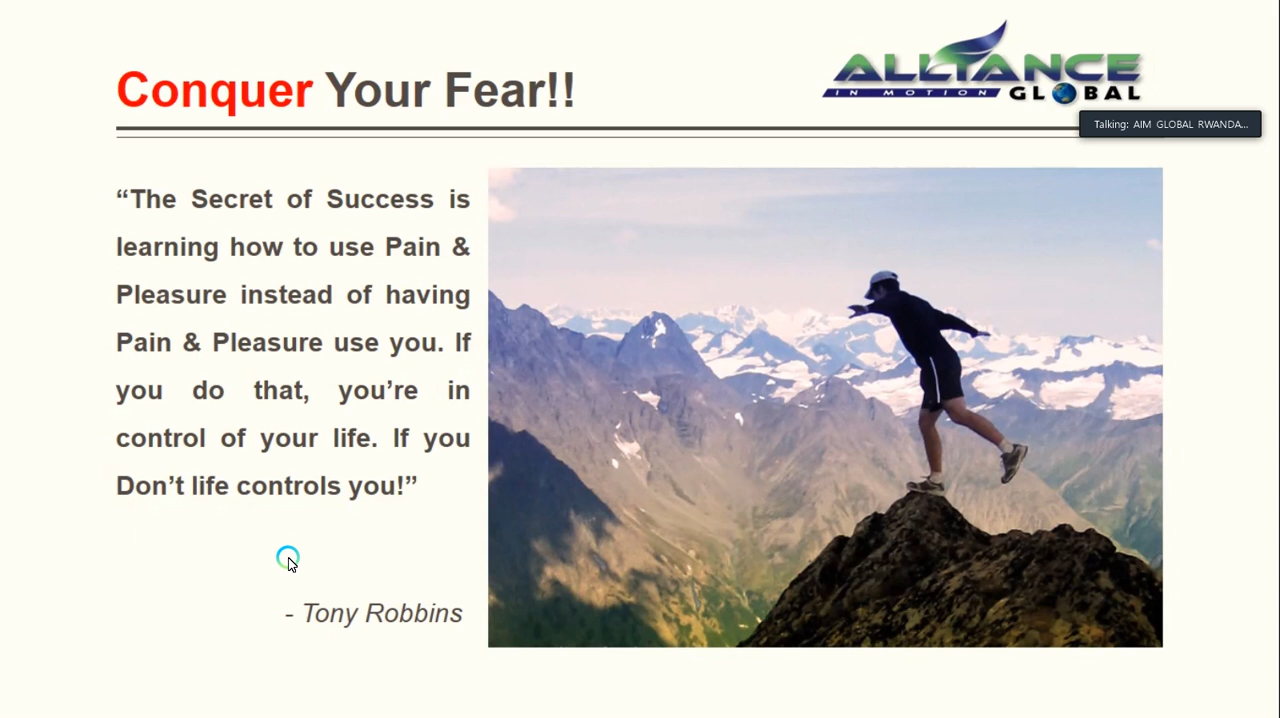 Conquer Your Fear!!
ALLIANCE
IN MOTION
GLOBAL
Talking: AIM GLOBAL RWANDA...
“The Secret of Success is
learning how to use Pain &
Pleasure instead of having
Pain & Pleasure use you. If
you do that, you’re in
control of your life. If you
Don’t life controls you!”
- Tony Robbins